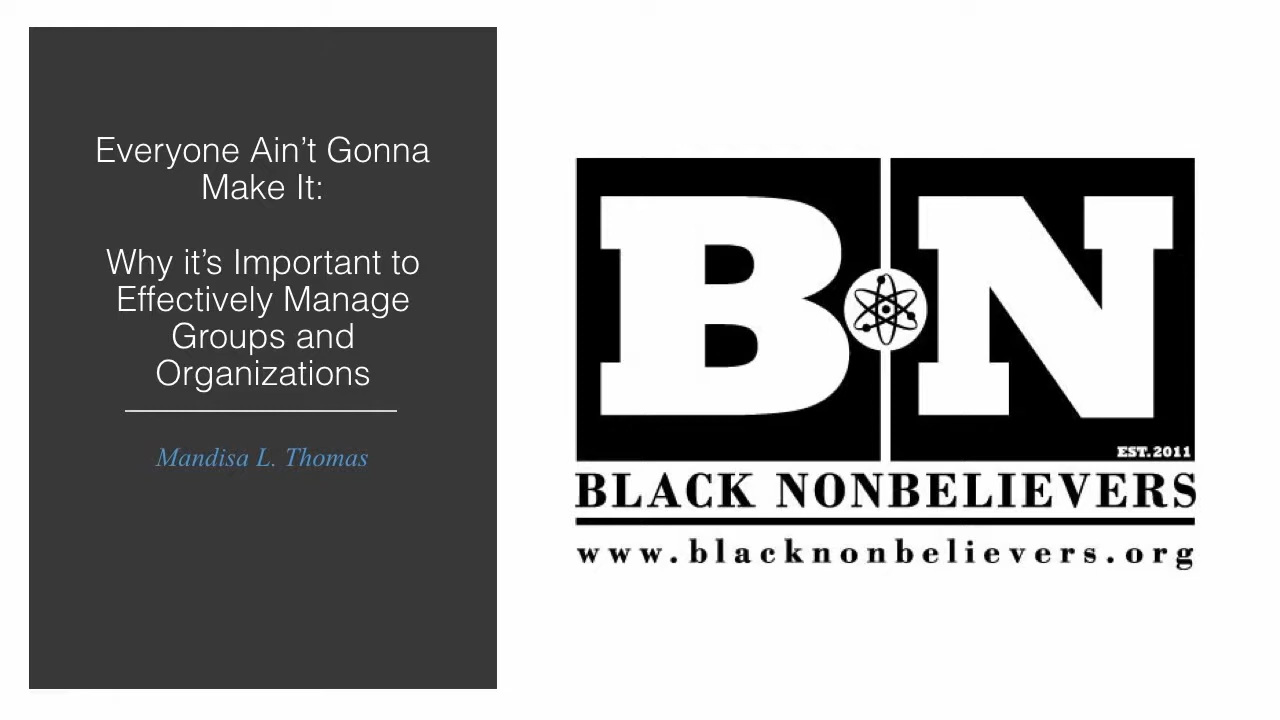 Everyone Ain’t Gonna
Make It:
Why it’s Important to
Effectively Manage
Groups and
Organizations
Mandisa L. Thomas
BN
EST. 2011
BLACK NONBELIEVERS
www.blacknonbelievers.org